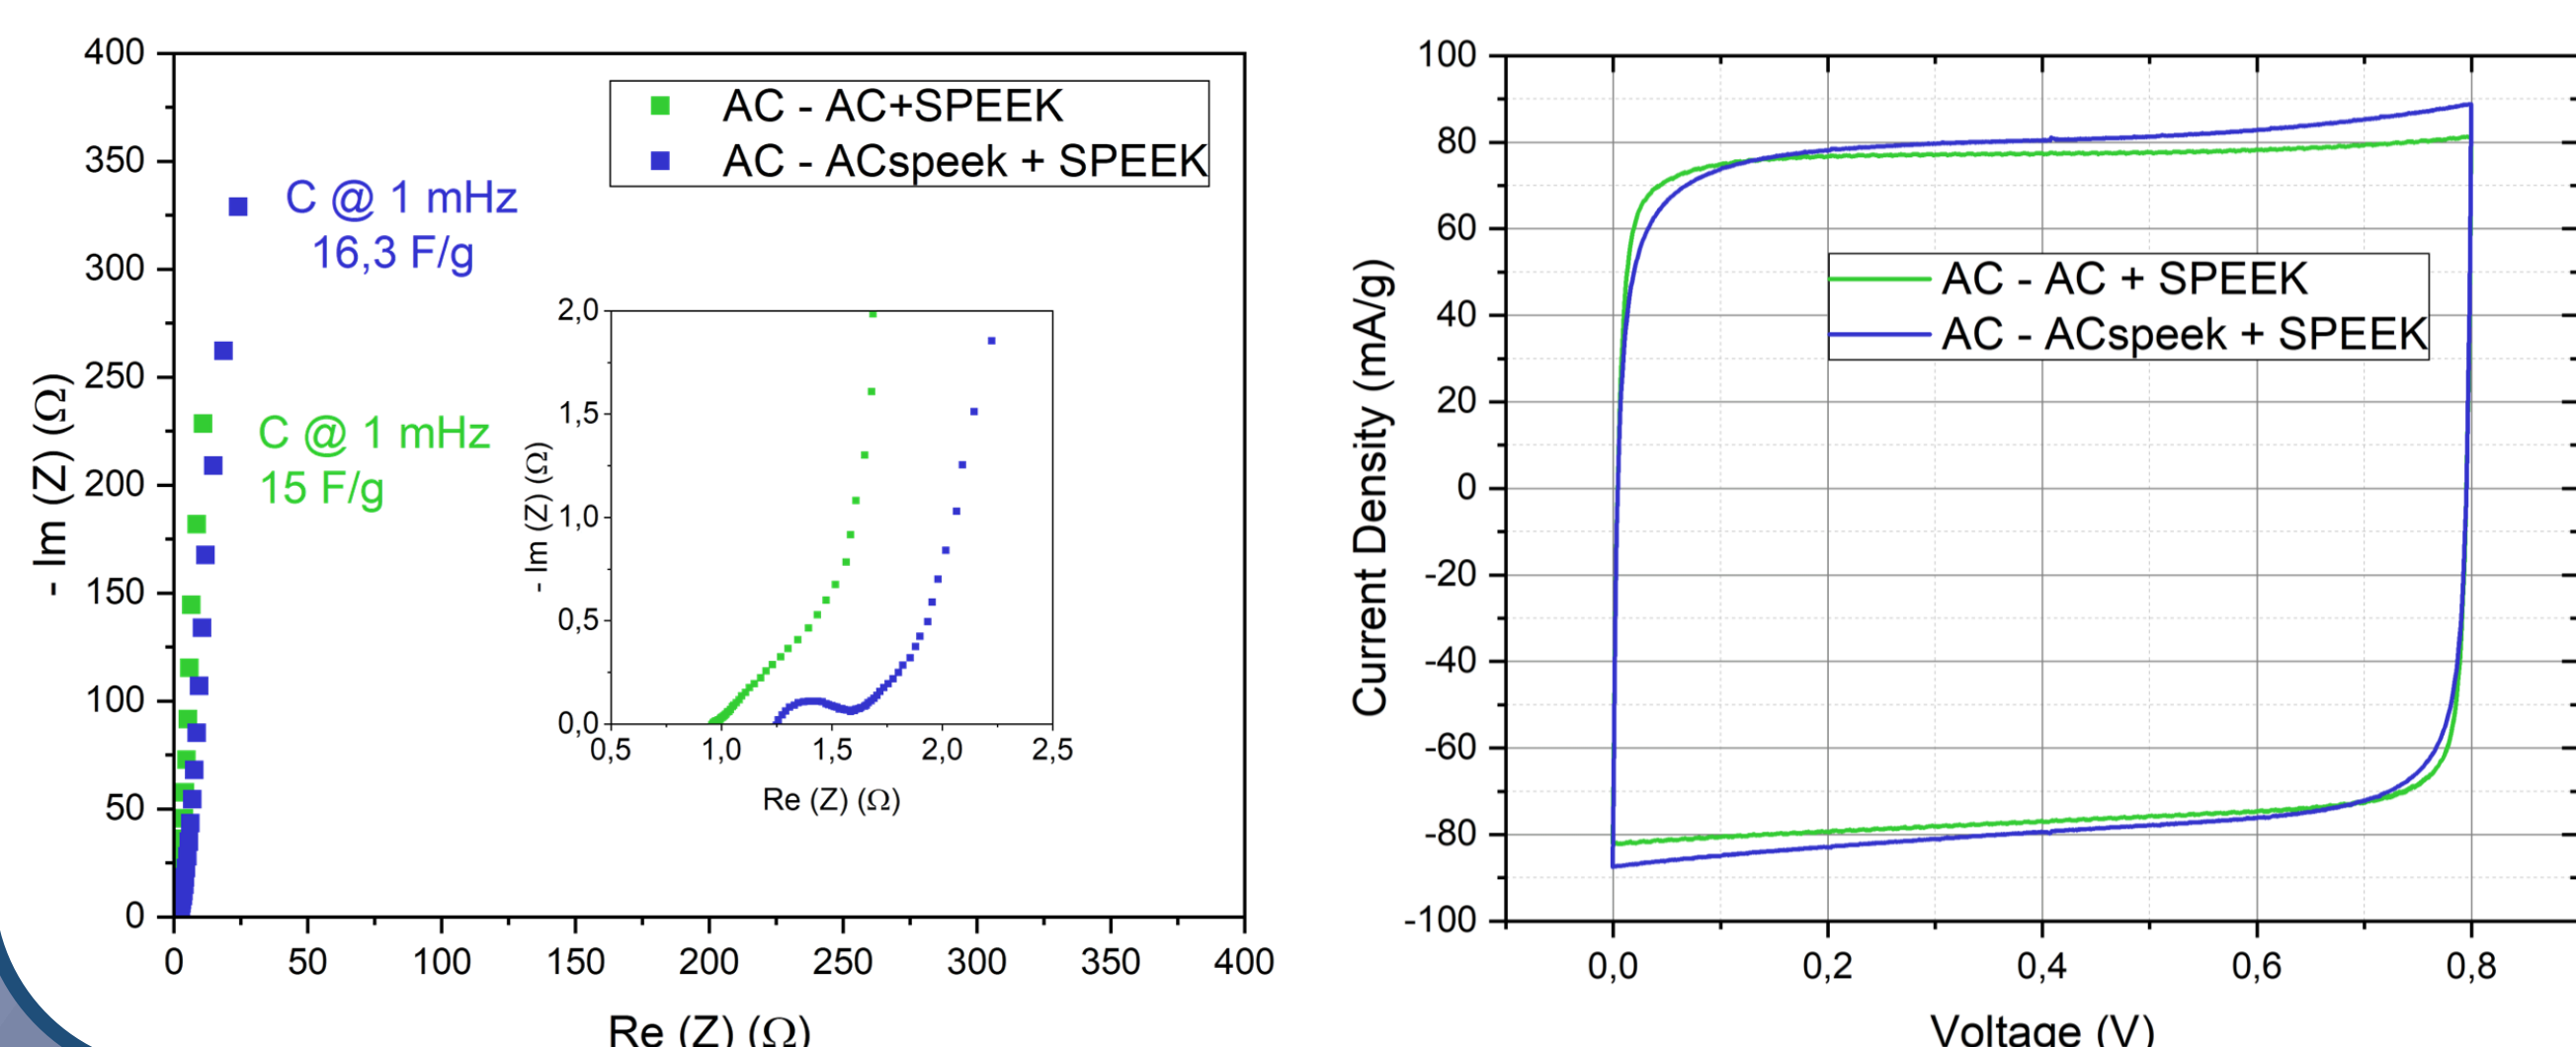 400
350
300
250
200
150
100
50
0
- Im (Z) (Ω)
AC - AC+SPEEK
AC - ACspeek + SPEEK
C @ 1 mHz
16,3 F/g
C @ 1 mHz
15 F/g
2,0
1,5
1,0
0,5
0,0
- Im (Z) (Ω)
0,5 1,0 1,5 2,0 2,5
Re (Z) (Ω)
0 50 100 150 200 250 300 350 400
Re (Z) (Ω)
100
80
60
40
20
0
-20
-40
-60
-80
-100
Current Density (mA/g)
AC - AC + SPEEK
AC - ACspeek + SPEEK
0,0 0,2 0,4 0,6 0,8
Voltage (V)